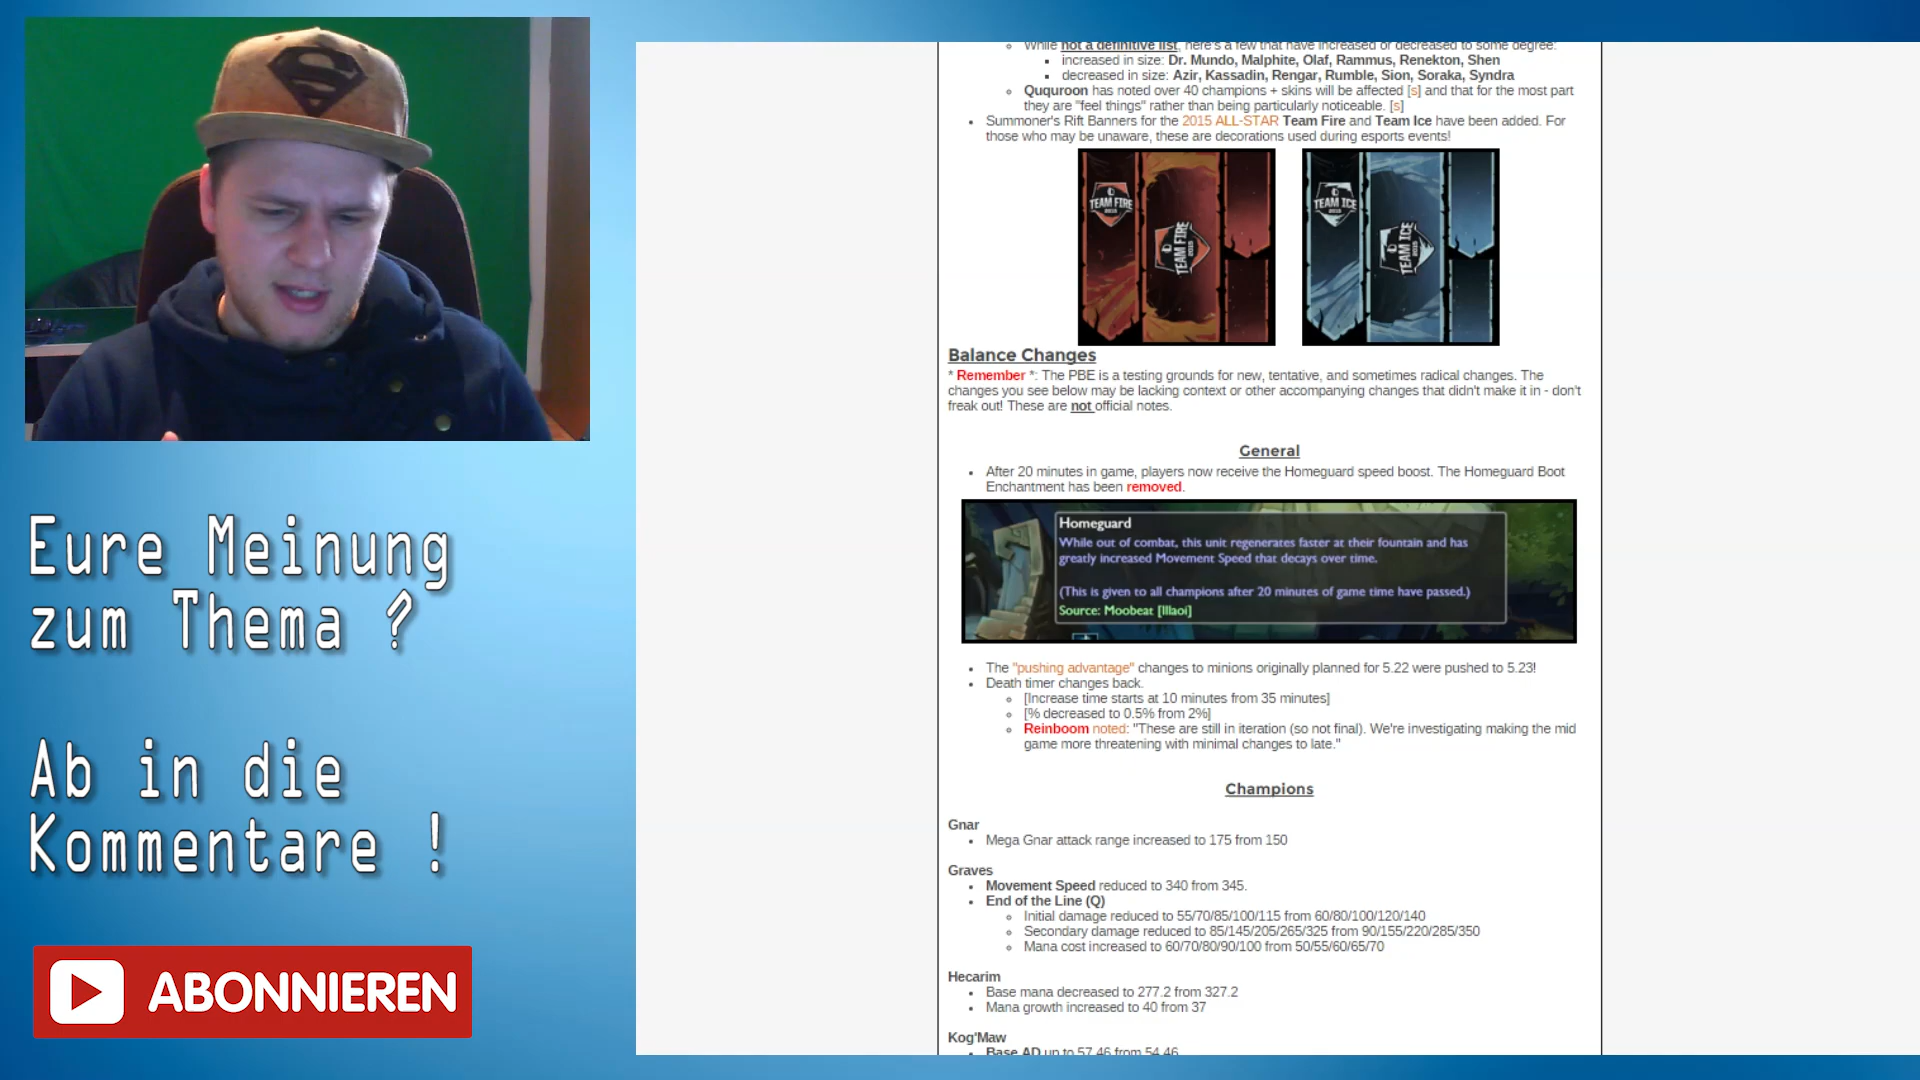 While not a definitive list, here's a few that have increased or decreased to some degree:
increased in size: Dr. Mundo, Malphite, Olaf, Rammus, Renekton, Shen
decreased in size: Azir, Kassadin, Rengar, Rumble, Sion, Soraka, Syndra
Ququroon has noted over 40 champions + skins will be affected [s] and that for the most part
they are "feel things" rather than being particularly noticeable. [s]
Summoner's Rift Banners for the 2015 ALL-STAR Team Fire and Team Ice have been added. For
those who may be unaware, these are decorations used during esports events!
TEAM FIRE
2015
TEAM FIRE
2015
TEAM ICE
2015
TEAM ICE
2015
Balance Changes
* Remember *: The PBE is a testing grounds for new, tentative, and sometimes radical changes. The
changes you see below may be lacking context or other accompanying changes that didn't make it in - don't
freak out! These are not official notes.
General
After 20 minutes in game, players now receive the Homeguard speed boost. The Homeguard Boot
Enchantment has been removed.
Homeguard
While out of combat, this unit regenerates faster at their fountain and has
greatly increased Movement Speed that decays over time.
(This is given to all champions after 20 minutes of game time have passed.)
Source: Moobeat [Illaoi]
The "pushing advantage" changes to minions originally planned for 5.22 were pushed to 5.23!
Death timer changes back.
[Increase time starts at 10 minutes from 35 minutes]
[% decreased to 0.5% from 2%]
Reinboom noted: "These are still in iteration (so not final). We're investigating making the mid
game more threatening with minimal changes to late."
Champions
Gnar
Mega Gnar attack range increased to 175 from 150
Graves
Movement Speed reduced to 340 from 345.
End of the Line (Q)
Initial damage reduced to 55/70/85/100/115 from 60/80/100/120/140
Secondary damage reduced to 85/145/205/265/325 from 90/155/220/285/350
Mana cost increased to 60/70/80/90/100 from 50/55/60/65/70
Hecarim
Base mana decreased to 277.2 from 327.2
Mana growth increased to 40 from 37
Kog'Maw
Base AD up to 57.46 from 54.46
Eure Meinung
zum Thema ?
Ab in die
Kommentare !
ABONNIEREN